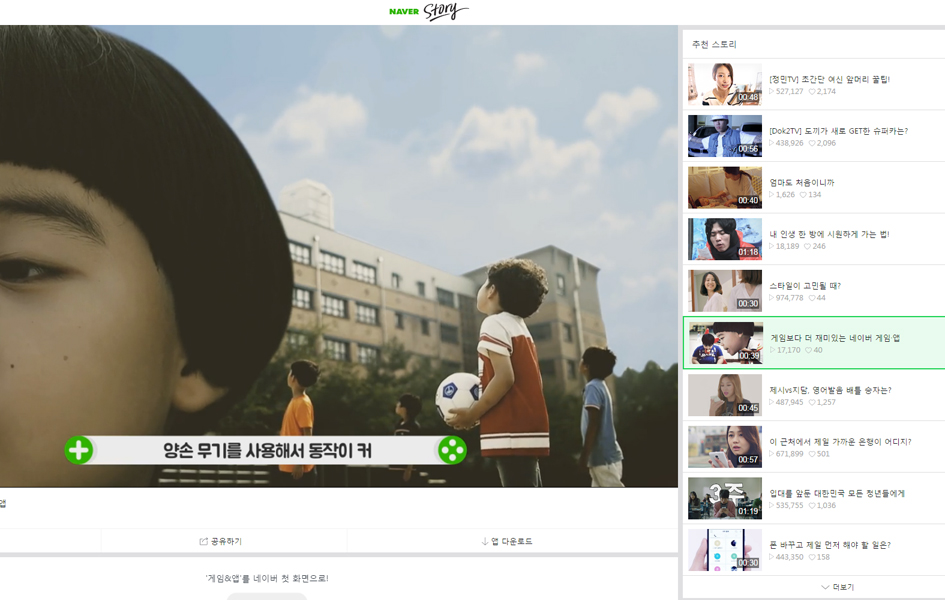 NAVER Story
양손 무기를 사용해서 동작이 커
앱
공유하기
앱 다운로드
'게임&앱'를 네이버 첫 화면으로!
추천 스토리
00:48
[정민TV] 초간단 여신 앞머리 꿀팁!
527,127 2,174
00:56
[Dok2TV] 도끼가 새로 GET한 슈퍼카는?
438,926 2,096
00:40
엄마도 처음이니까
1,626 134
01:18
내 인생 한 방에 시원하게 가는 법!
18,189 246
00:30
스타일이 고민될 때?
974,778 44
00:39
게임보다 더 재미있는 네이버 게임·앱
17,170 40
00:45
제시vs지담, 영어발음 배틀 승자는?
487,945 1,257
00:57
이 근처에서 제일 가까운 은행이 어디지?
671,899 501
3주
01:19
입대를 앞둔 대한민국 모든 청년들에게
535,755 1,036
00:30
폰 바꾸고 제일 먼저 해야 할 일은?
443,350 158
더보기